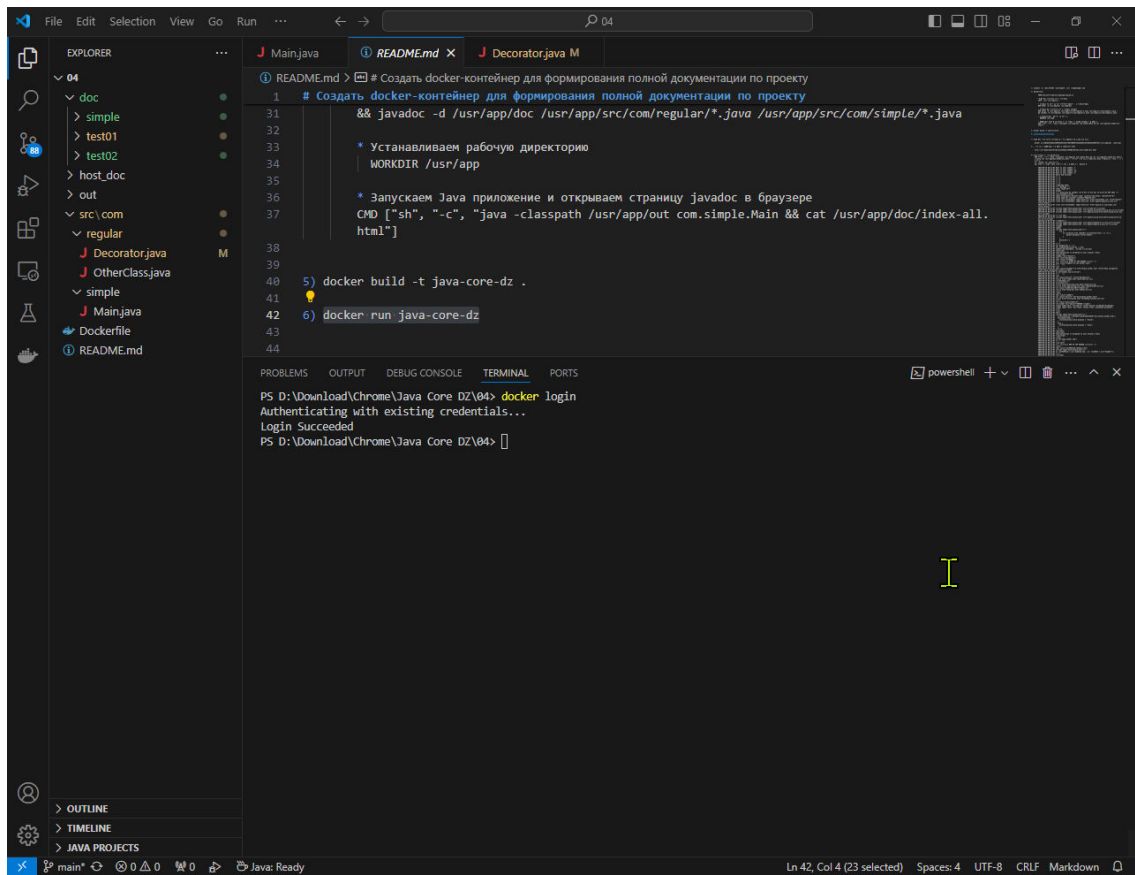 File Edit Selection View Go Run ··· 04
EXPLORER ···
04
doc
simple
test01
test02
host_doc
out
src\com
regular
J Decorator.java M
J OtherClass.java
simple
J Main.java
Dockerfile
README.md
OUTLINE
TIMELINE
JAVA PROJECTS
88
J Main.java README.md J Decorator.java M
README.md > # Создать docker-контейнер для формирования полной документации по проекту
1 # Создать docker-контейнер для формирования полной документации по проекту
31 && javadoc -d /usr/app/doc /usr/app/src/com/regular/*.java /usr/app/src/com/simple/*.java
32
33 * Устанавливаем рабочую директорию
34 WORKDIR /usr/app
35
36 * Запускаем Java приложение и открываем страницу javadoc в браузере
37 CMD ["sh", "-c", "java -classpath /usr/app/out com.simple.Main && cat /usr/app/doc/index-all.
html"]
38
39
40 5) docker build -t java-core-dz .
41
42 6) docker run java-core-dz
43
44
PROBLEMS OUTPUT DEBUG CONSOLE TERMINAL PORTS powershell ···
PS D:\Download\Chrome\Java Core DZ\04> docker login
Authenticating with existing credentials...
Login Succeeded
PS D:\Download\Chrome\Java Core DZ\04>
main* 0 0 0 Java: Ready Ln 42, Col 4 (23 selected) Spaces: 4 UTF-8 CRLF Markdown